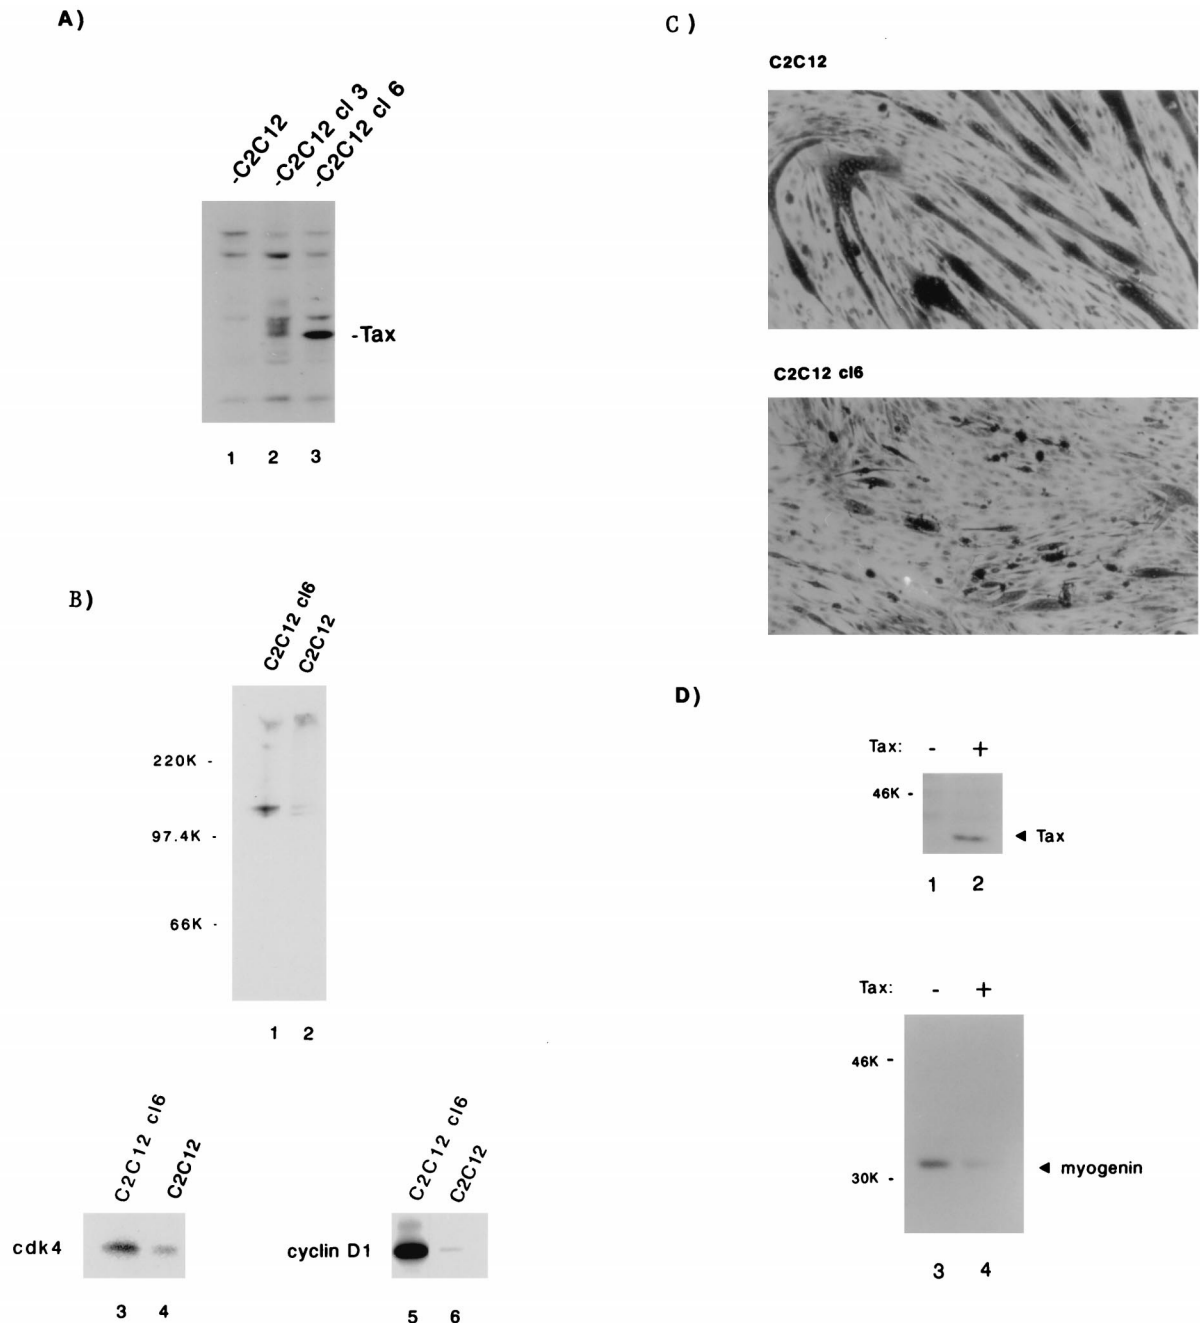 A)
-C2C12
-C2C12 cl 3
-C2C12 cl 6
-Tax
1 2 3
B)
C2C12 cl6
C2C12
220K -
97.4K -
66K -
1 2
C2C12 cl6
C2C12
cdk4
3 4
C2C12 cl6
C2C12
cyclin D1
5 6
C)
C2C12
C2C12 cl6
D)
Tax: - +
46K -
◄ Tax
1 2
Tax: - +
46K -
◄ myogenin
30K -
3 4